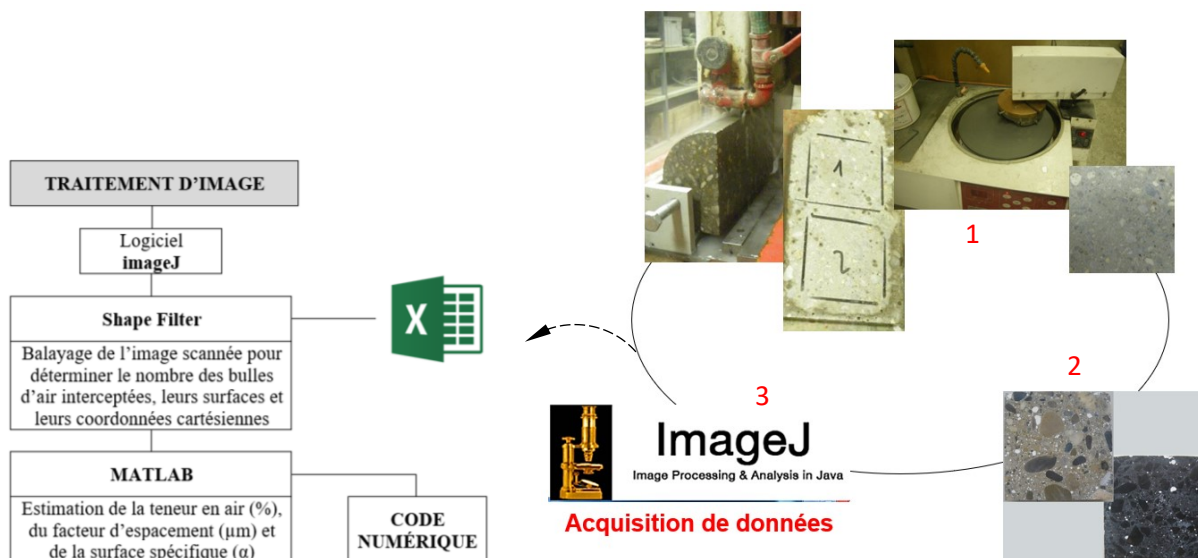 TRAITEMENT D'IMAGE
Logiciel
imageJ
Shape Filter
Balayage de l'image scannée pour
déterminer le nombre des bulles
d'air interceptées, leurs surfaces et
leurs coordonnées cartésiennes
MATLAB
Estimation de la teneur en air (%),
du facteur d'espacement (µm) et
de la surface spécifique (α)
CODE
NUMÉRIQUE
X
1
2
1
2
3
ImageJ
Image Processing & Analysis in Java
Acquisition de données